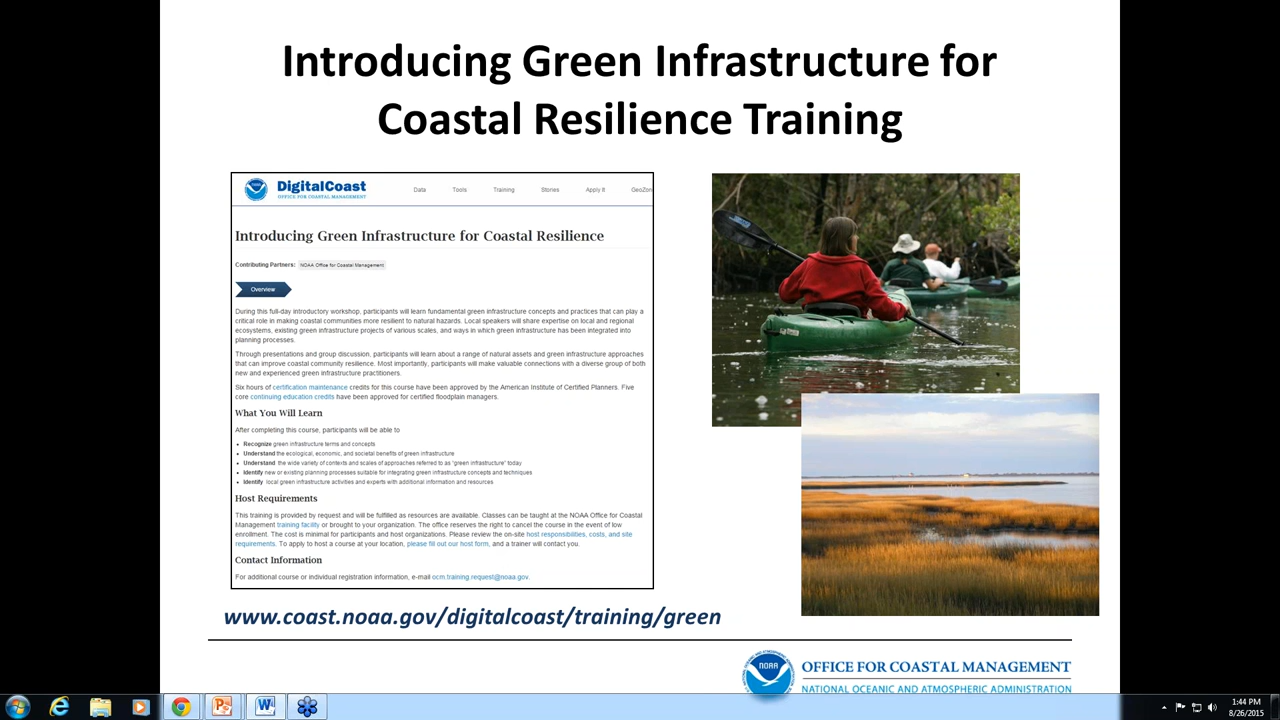 Introducing Green Infrastructure for
Coastal Resilience Training
DigitalCoast
OFFICE FOR COASTAL MANAGEMENT
Data Tools Training Stories Apply It GeoZon
Introducing Green Infrastructure for Coastal Resilience
Contributing Partners: NOAA Office for Coastal Management
Overview
During this full-day introductory workshop, participants will learn fundamental green infrastructure concepts and practices that can play a
critical role in making coastal communities more resilient to natural hazards. Local speakers will share expertise on local and regional
ecosystems, existing green infrastructure projects of various scales, and ways in which green infrastructure has been integrated into
planning processes.
Through presentations and group discussion, participants will learn about a range of natural assets and green infrastructure approaches
that can improve coastal community resilience. Most importantly, participants will make valuable connections with a diverse group of both
new and experienced green infrastructure practitioners.
Six hours of certification maintenance credits for this course have been approved by the American Institute of Certified Planners. Five
core continuing education credits have been approved for certified floodplain managers.
What You Will Learn
After completing this course, participants will be able to
• Recognize green infrastructure terms and concepts
• Understand the ecological, economic, and societal benefits of green infrastructure
• Understand the wide variety of contexts and scales of approaches referred to as "green infrastructure" today
• Identify new or existing planning processes suitable for integrating green infrastructure concepts and techniques
• Identify local green infrastructure activities and experts with additional information and resources
Host Requirements
This training is provided by request and will be fulfilled as resources are available. Classes can be taught at the NOAA Office for Coastal
Management training facility or brought to your organization. The office reserves the right to cancel the course in the event of low
enrollment. The cost is minimal for participants and host organizations. Please review the on-site host responsibilities, costs, and site
requirements. To apply to host a course at your location, please fill out our host form, and a trainer will contact you.
Contact Information
For additional course or individual registration information, e-mail ocm.training.request@noaa.gov.
www.coast.noaa.gov/digitalcoast/training/green
NOAA
OFFICE FOR COASTAL MANAGEMENT
NATIONAL OCEANIC AND ATMOSPHERIC ADMINISTRATION
1:44 PM
8/26/2015